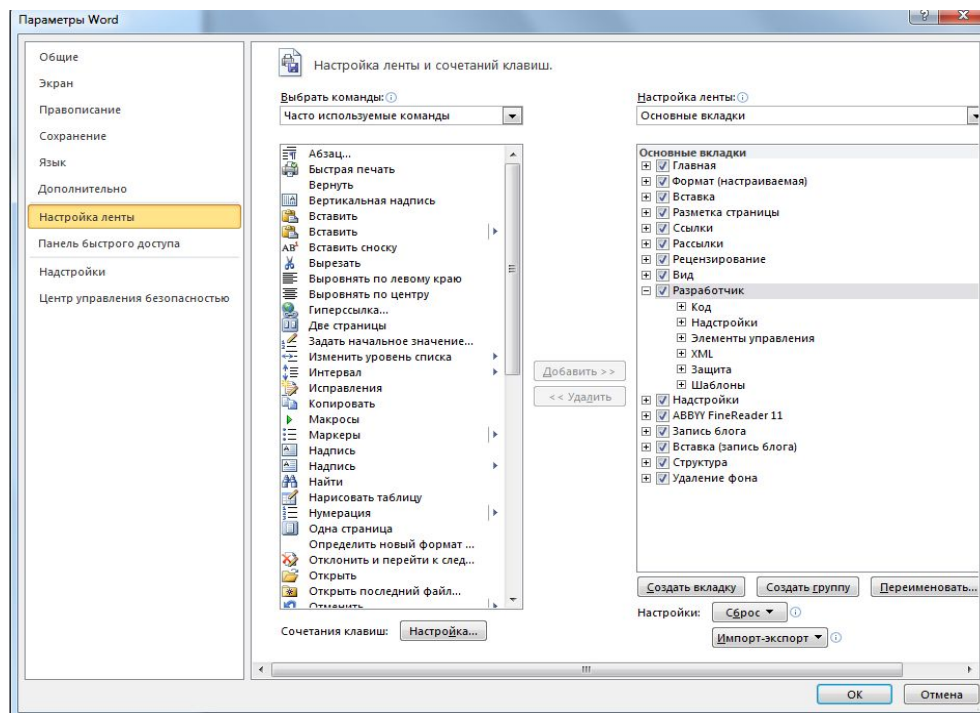 Параметры Word
Общие
Экран
Правописание
Сохранение
Язык
Дополнительно
Настройка ленты
Панель быстрого доступа
Надстройки
Центр управления безопасностью
Настройка ленты и сочетаний клавиш.
Выбрать команды:
Часто используемые команды
Абзац...
Быстрая печать
Вернуть
Вертикальная надпись
Вставить
Вставить
Вставить сноску
Вырезать
Выровнять по левому краю
Выровнять по центру
Гиперссылка...
Две страницы
Задать начальное значение...
Изменить уровень списка
Интервал
Исправления
Копировать
Макросы
Маркеры
Надпись
Надпись
Найти
Нарисовать таблицу
Нумерация
Одна страница
Определить новый формат ...
Отклонить и перейти к след...
Открыть
Открыть последний файл...
Отменить
Сочетания клавиш: Настройка...
Добавить >>
<< Удалить
Настройка ленты:
Основные вкладки
Основные вкладки
Главная
Формат (настраиваемая)
Вставка
Разметка страницы
Ссылки
Рассылки
Рецензирование
Вид
Разработчик
Код
Надстройки
Элементы управления
XML
Защита
Шаблоны
Надстройки
ABBYY FineReader 11
Запись блога
Вставка (запись блога)
Структура
Удаление фона
Создать вкладку Создать группу Переименовать...
Настройки: Сброс
Импорт-экспорт
ОК Отмена